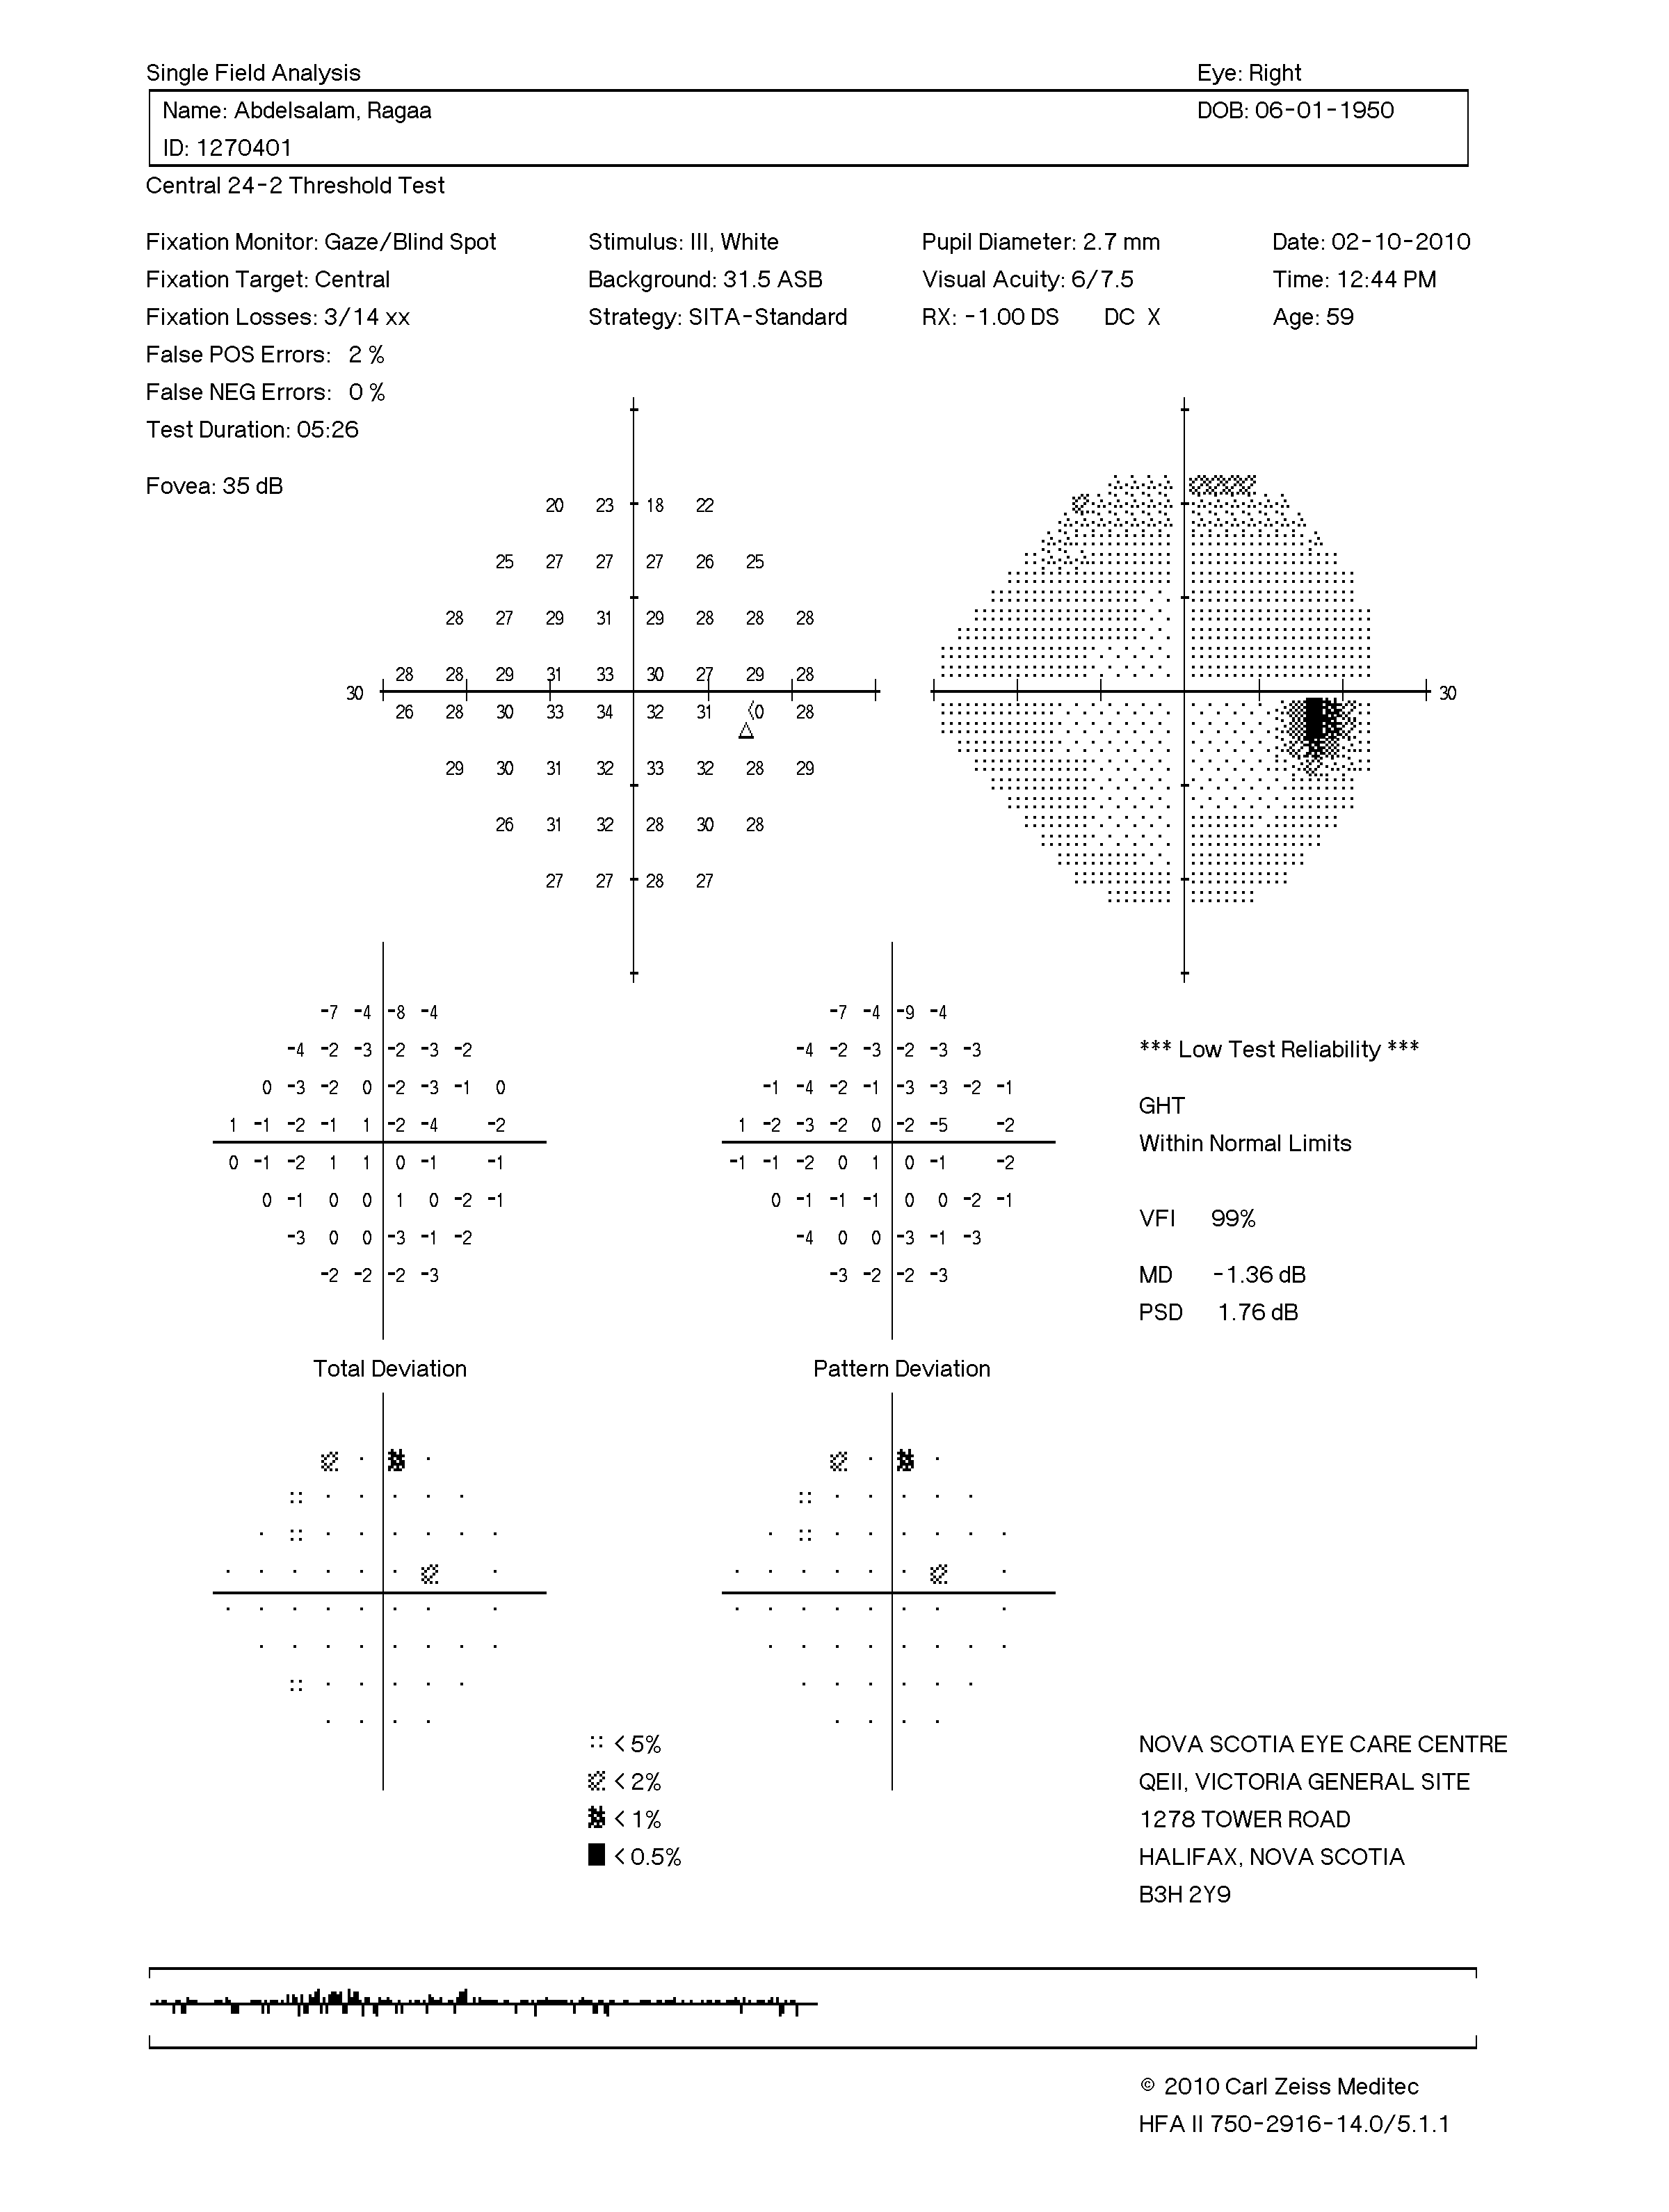 Single Field Analysis Eye: Right
Name: Abdelsalam, Ragaa DOB: 06-01-1950
ID: 1270401
Central 24-2 Threshold Test
Fixation Monitor: Gaze/Blind Spot Stimulus: III, White Pupil Diameter: 2.7 mm Date: 02-10-2010
Fixation Target: Central Background: 31.5 ASB Visual Acuity: 6/7.5 Time: 12:44 PM
Fixation Losses: 3/14 xx Strategy: SITA-Standard RX: -1.00 DS DC X Age: 59
False POS Errors: 2 %
False NEG Errors: 0 %
Test Duration: 05:26
Fovea: 35 dB
20 23 18 22
25 27 27 27 26 25
28 27 29 31 29 28 28 28
28 28 29 31 33 30 27 29 28
30 30
26 28 30 33 34 32 31 <0 28
29 30 31 32 33 32 28 29
26 31 32 28 30 28
27 27 28 27
-7 -4 -8 -4 -7 -4 -9 -4
-4 -2 -3 -2 -3 -2 -4 -2 -3 -2 -3 -3 *** Low Test Reliability ***
0 -3 -2 0 -2 -3 -1 0 -1 -4 -2 -1 -3 -3 -2 -1
GHT
1 -1 -2 -1 1 -2 -4 -2 1 -2 -3 -2 0 -2 -5 -2
Within Normal Limits
0 -1 -2 1 1 0 -1 -1 -1 -1 -2 0 1 0 -1 -2
0 -1 0 0 1 0 -2 -1 0 -1 -1 -1 0 0 -2 -1
VFI 99%
-3 0 0 -3 -1 -2 -4 0 0 -3 -1 -3
-2 -2 -2 -3 -3 -2 -2 -3
MD -1.36 dB
PSD 1.76 dB
Total Deviation Pattern Deviation
< 5% NOVA SCOTIA EYE CARE CENTRE
< 2% QEII, VICTORIA GENERAL SITE
< 1% 1278 TOWER ROAD
< 0.5% HALIFAX, NOVA SCOTIA
B3H 2Y9
© 2010 Carl Zeiss Meditec
HFA II 750-2916-14.0/5.1.1